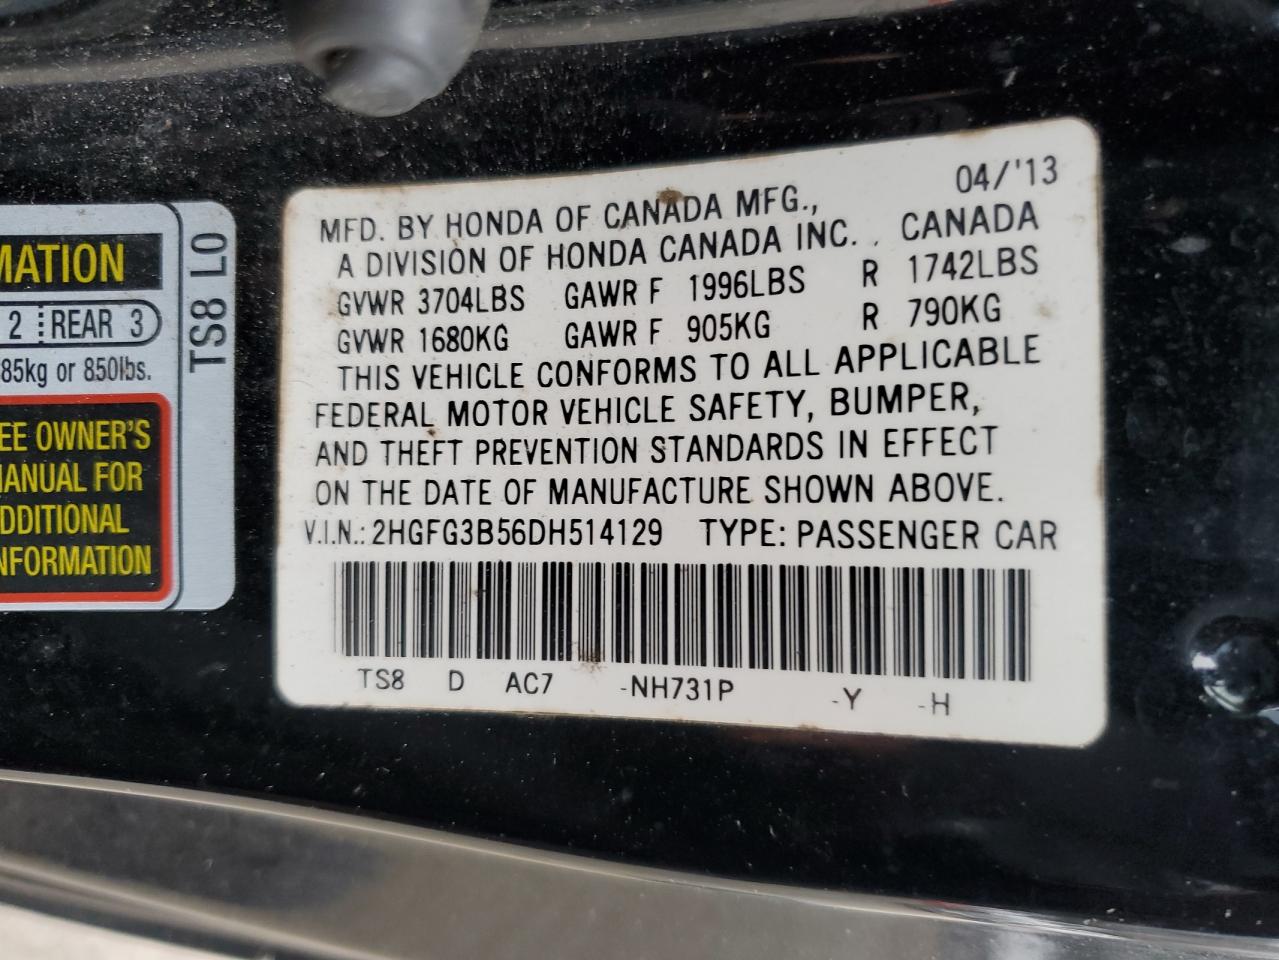 MATION
2 REAR 3
85kg or 850lbs.
EE OWNER'S
MANUAL FOR
DDITIONAL
NFORMATION
TS8 L0
04/'13
MFD. BY HONDA OF CANADA MFG.,
A DIVISION OF HONDA CANADA INC. , CANADA
GVWR 3704LBS GAWR F 1996LBS R 1742LBS
GVWR 1680KG GAWR F 905KG R 790KG
THIS VEHICLE CONFORMS TO ALL APPLICABLE
FEDERAL MOTOR VEHICLE SAFETY, BUMPER,
AND THEFT PREVENTION STANDARDS IN EFFECT
ON THE DATE OF MANUFACTURE SHOWN ABOVE.
V.I.N.: 2HGFG3B56DH514129 TYPE: PASSENGER CAR
TS8 D AC7 -NH731P -Y -H